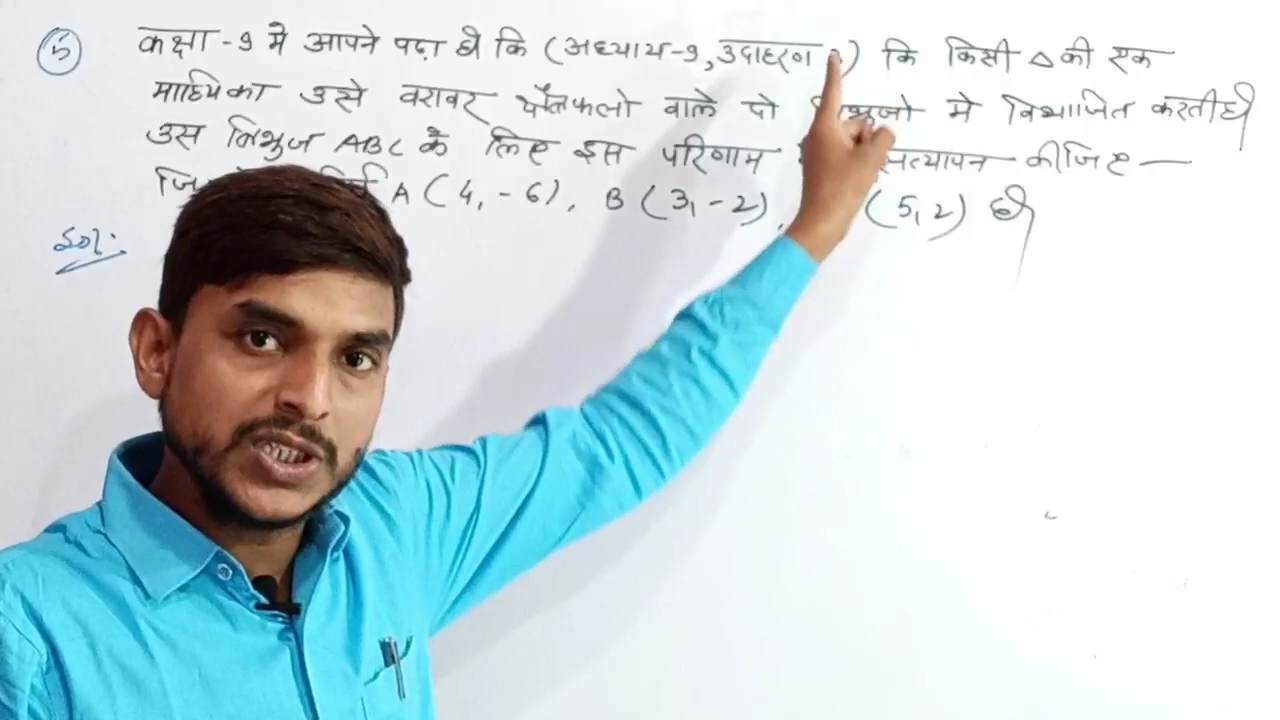 5 कक्षा -9 मे आपने पढ़ा है कि (अध्याय-9, उदाहरण ) कि किसी Δ की एक
माध्यिका उसे बराबर क्षेत्रफलो वाले दो मे विभाजित करती है
उस त्रिभुज ABC के लिए इस परिणाम सत्यापन कीजिए —
A (4, -6), B (3, -2), (5, 2) है
Sol: